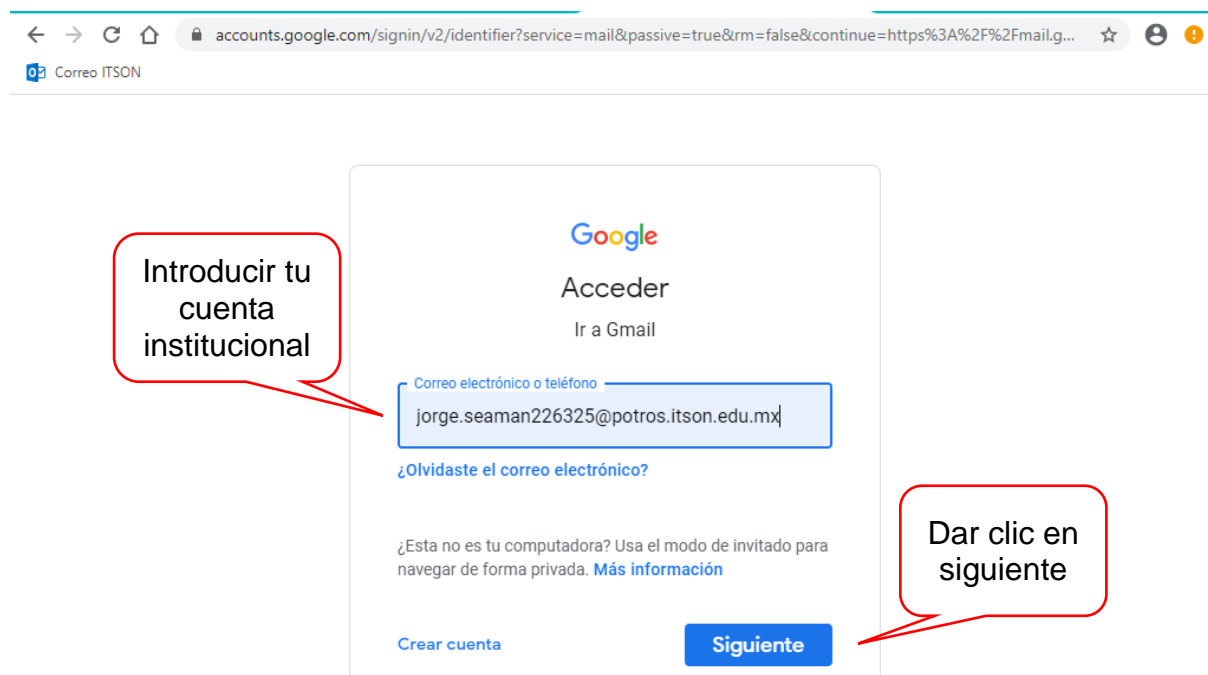 accounts.google.com/signin/v2/identifier?service=mail&passive=true&rm=false&continue=https%3A%2F%2Fmail.g...
Correo ITSON
Google
Acceder
Ir a Gmail
Introducir tu
cuenta
institucional
Correo electrónico o teléfono
jorge.seaman226325@potros.itson.edu.mx
¿Olvidaste el correo electrónico?
¿Esta no es tu computadora? Usa el modo de invitado para
navegar de forma privada. Más información
Dar clic en
siguiente
Crear cuenta
Siguiente